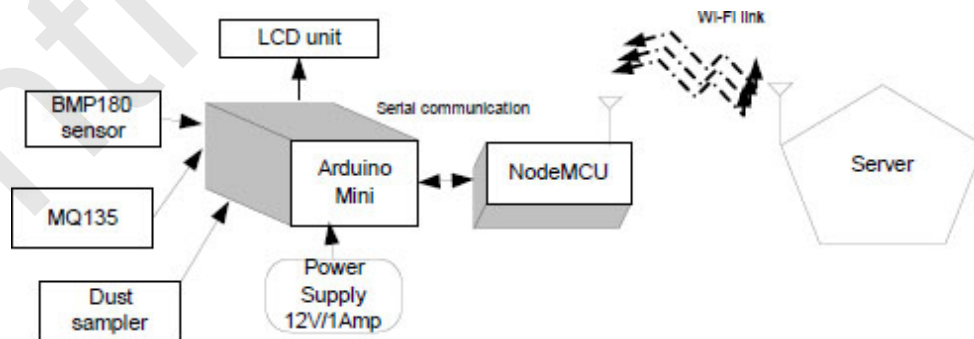 Wi-Fi link
LCD unit
BMP180
sensor
Serial communication
Arduino
Mini
NodeMCU
Server
MQ135
Power
Supply
12V/1Amp
Dust
sampler